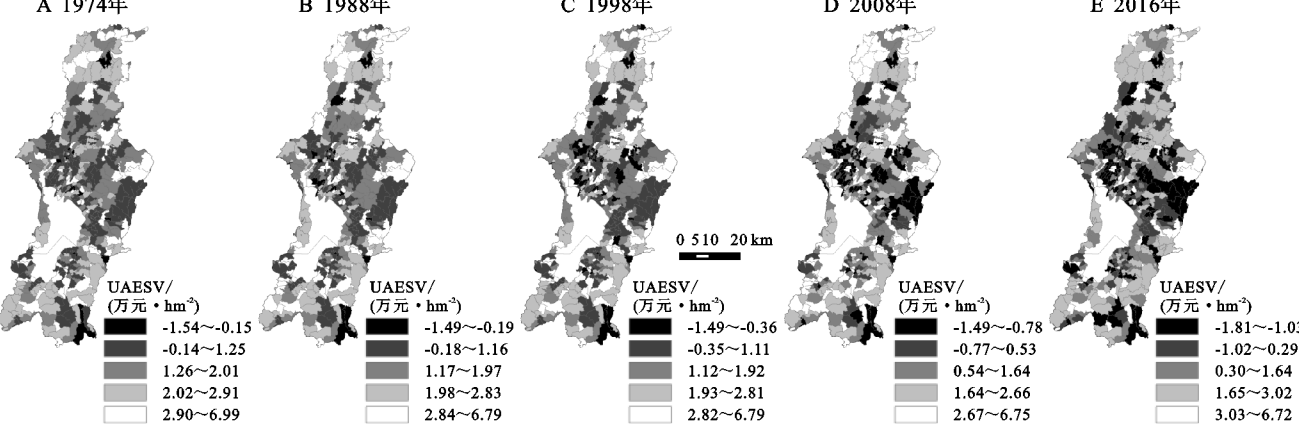 A 1974年
B 1988年
C 1998年
D 2008年
E 2016年
0 510 20 km
UAESV/
(万元·hm⁻²)
-1.54～-0.15
-0.14～1.25
1.26～2.01
2.02～2.91
2.90～6.99
UAESV/
(万元·hm⁻²)
-1.49～-0.19
-0.18～1.16
1.17～1.97
1.98～2.83
2.84～6.79
UAESV/
(万元·hm⁻²)
-1.49～-0.36
-0.35～1.11
1.12～1.92
1.93～2.81
2.82～6.79
UAESV/
(万元·hm⁻²)
-1.49～-0.78
-0.77～0.53
0.54～1.64
1.64～2.66
2.67～6.75
UAESV/
(万元·hm⁻²)
-1.81～-1.03
-1.02～0.29
0.30～1.64
1.65～3.02
3.03～6.72